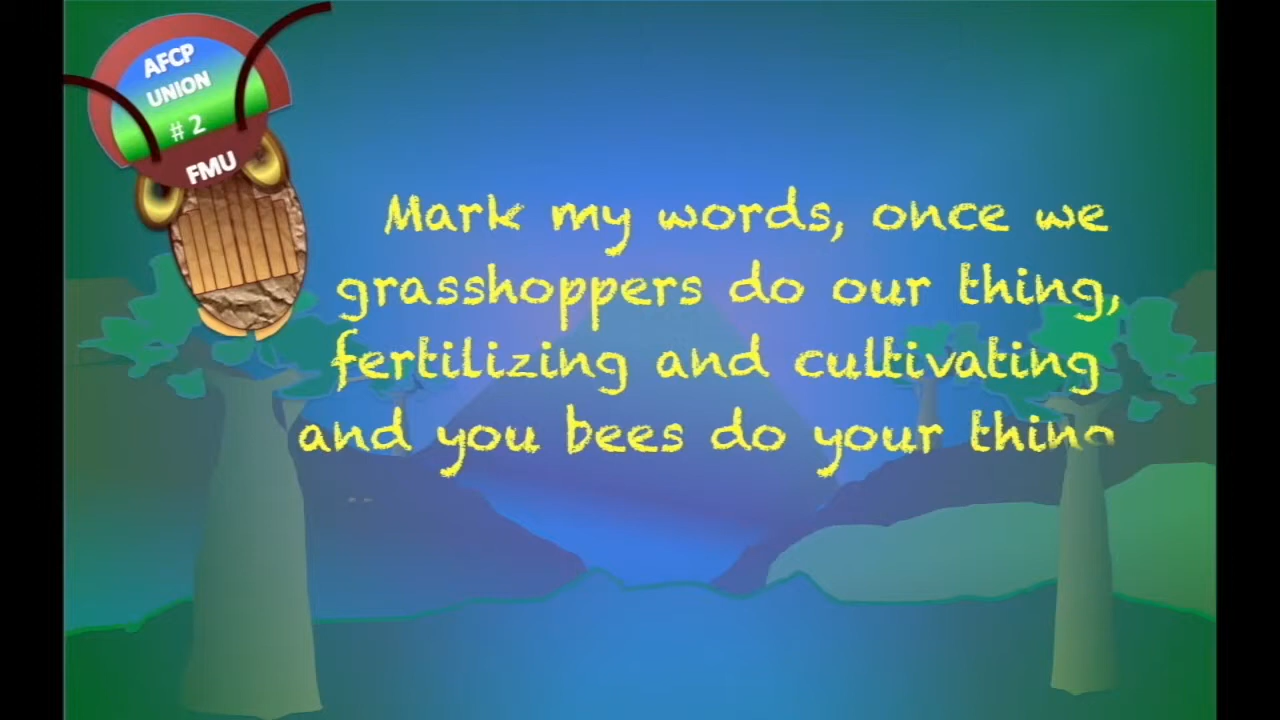 AFCP
UNION
# 2
FMU
Mark my words, once we
grasshoppers do our thing,
fertilizing and cultivating
and you bees do your thing